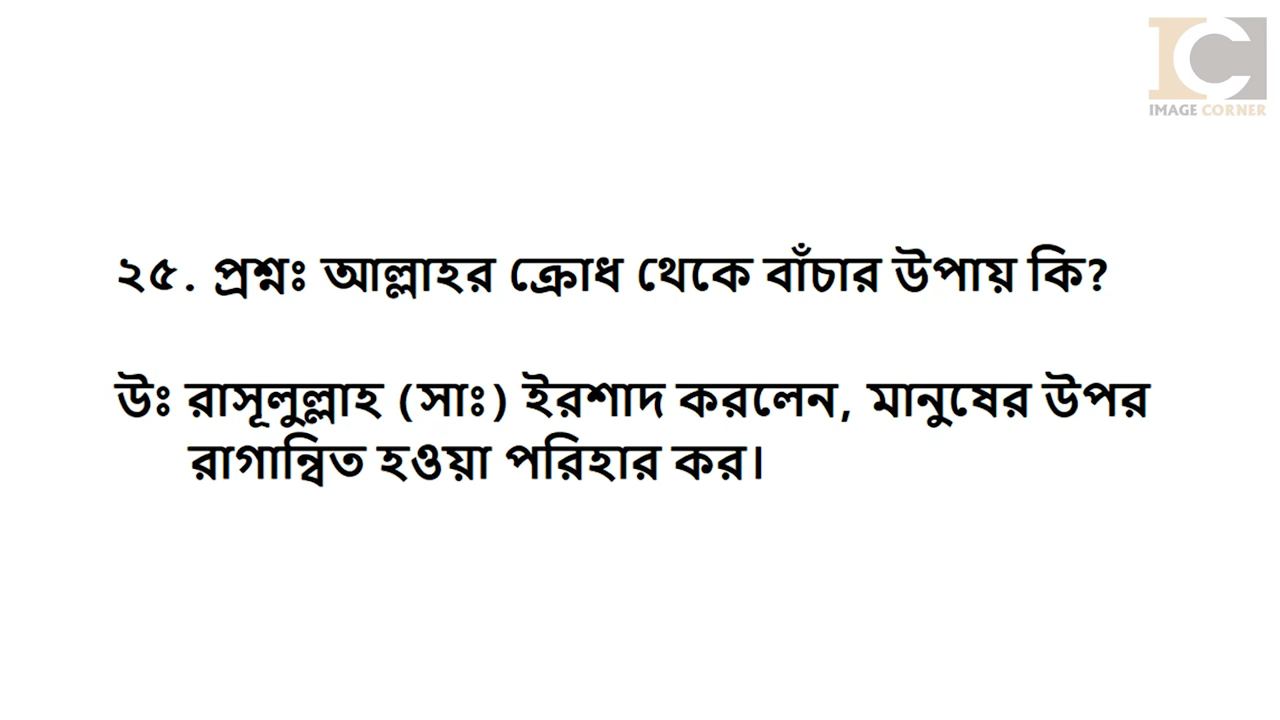 IMAGE CORNER
২৫. প্রশ্নঃ আল্লাহর ক্রোধ থেকে বাঁচার উপায় কি?
উঃ রাসূলুল্লাহ (সাঃ) ইরশাদ করলেন, মানুষের উপর
রাগান্বিত হওয়া পরিহার কর।